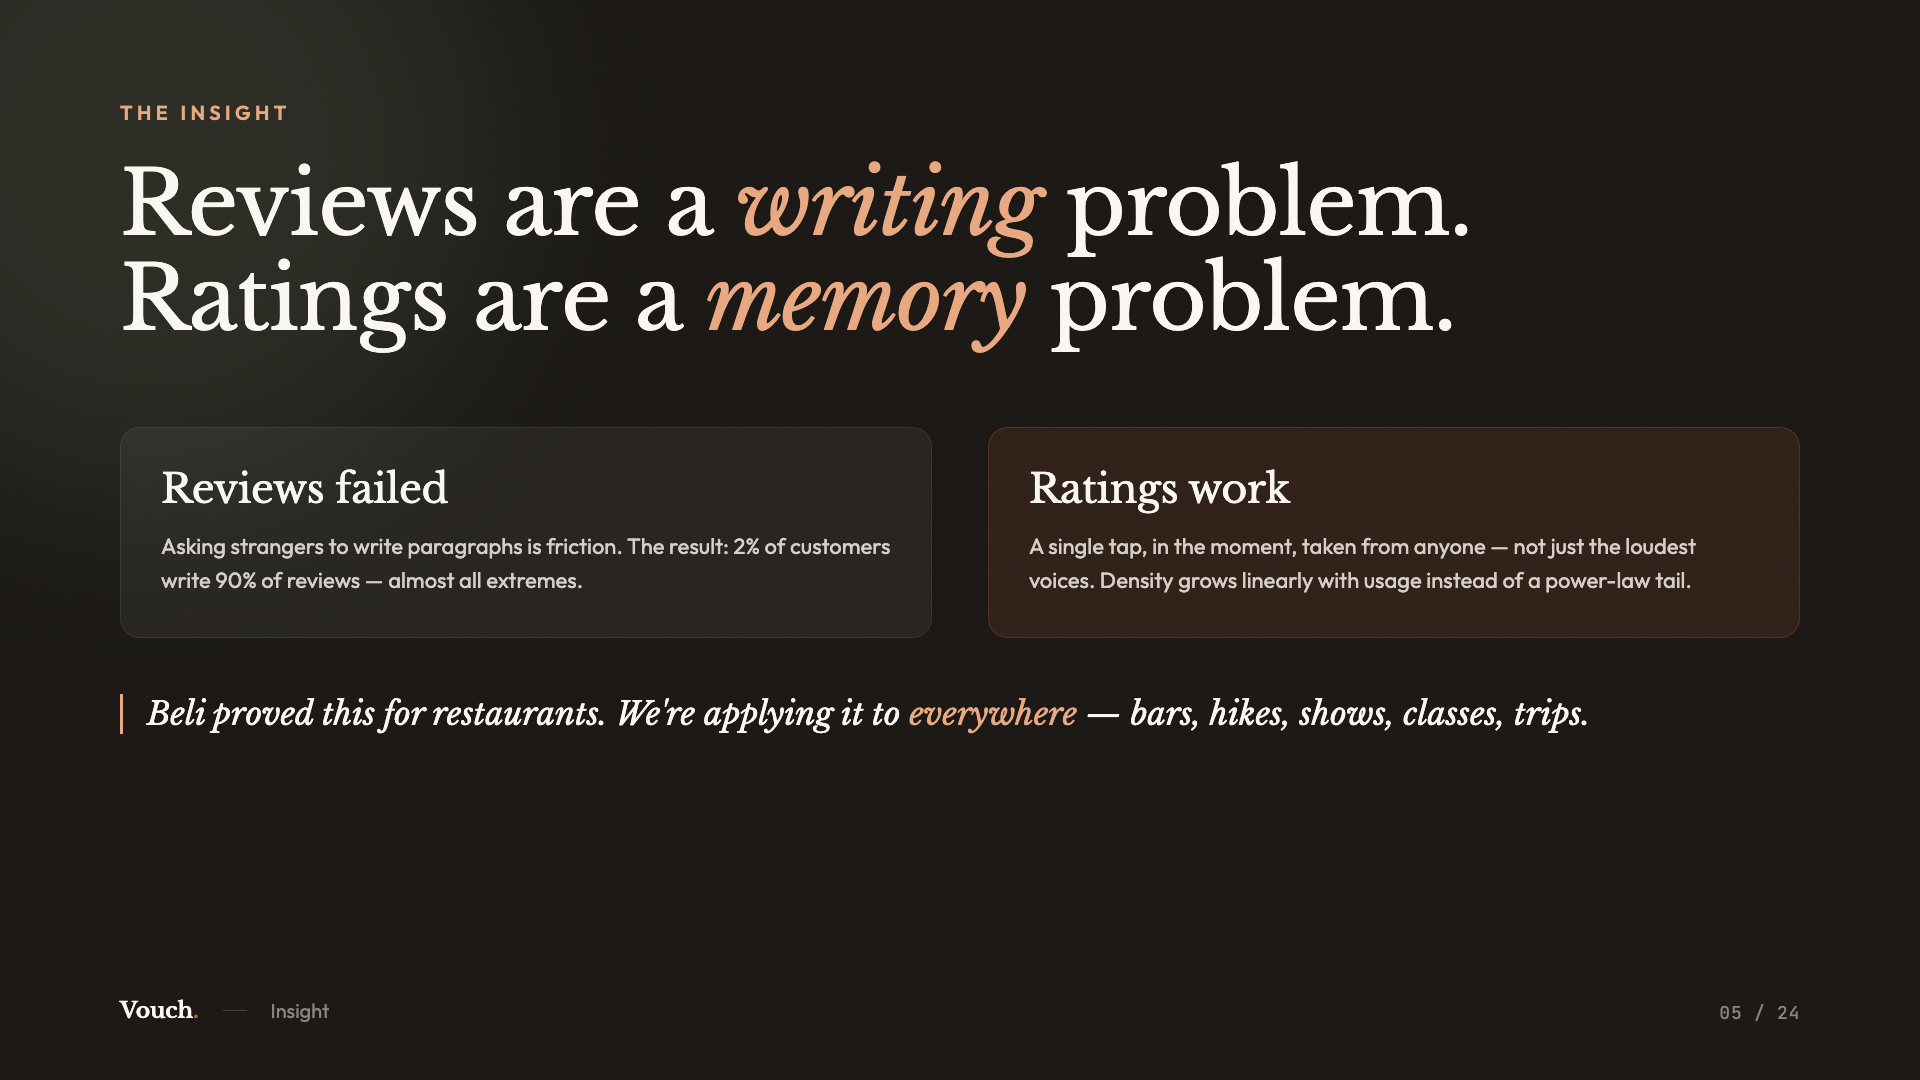 THE INSIGHT
Reviews are a writing problem.
Ratings are a memory problem.
Reviews failed
Asking strangers to write paragraphs is friction. The result: 2% of customers
write 90% of reviews — almost all extremes.
Ratings work
A single tap, in the moment, taken from anyone — not just the loudest
voices. Density grows linearly with usage instead of a power-law tail.
Beli proved this for restaurants. We're applying it to everywhere — bars, hikes, shows, classes, trips.
Vouch. — Insight
05 / 24